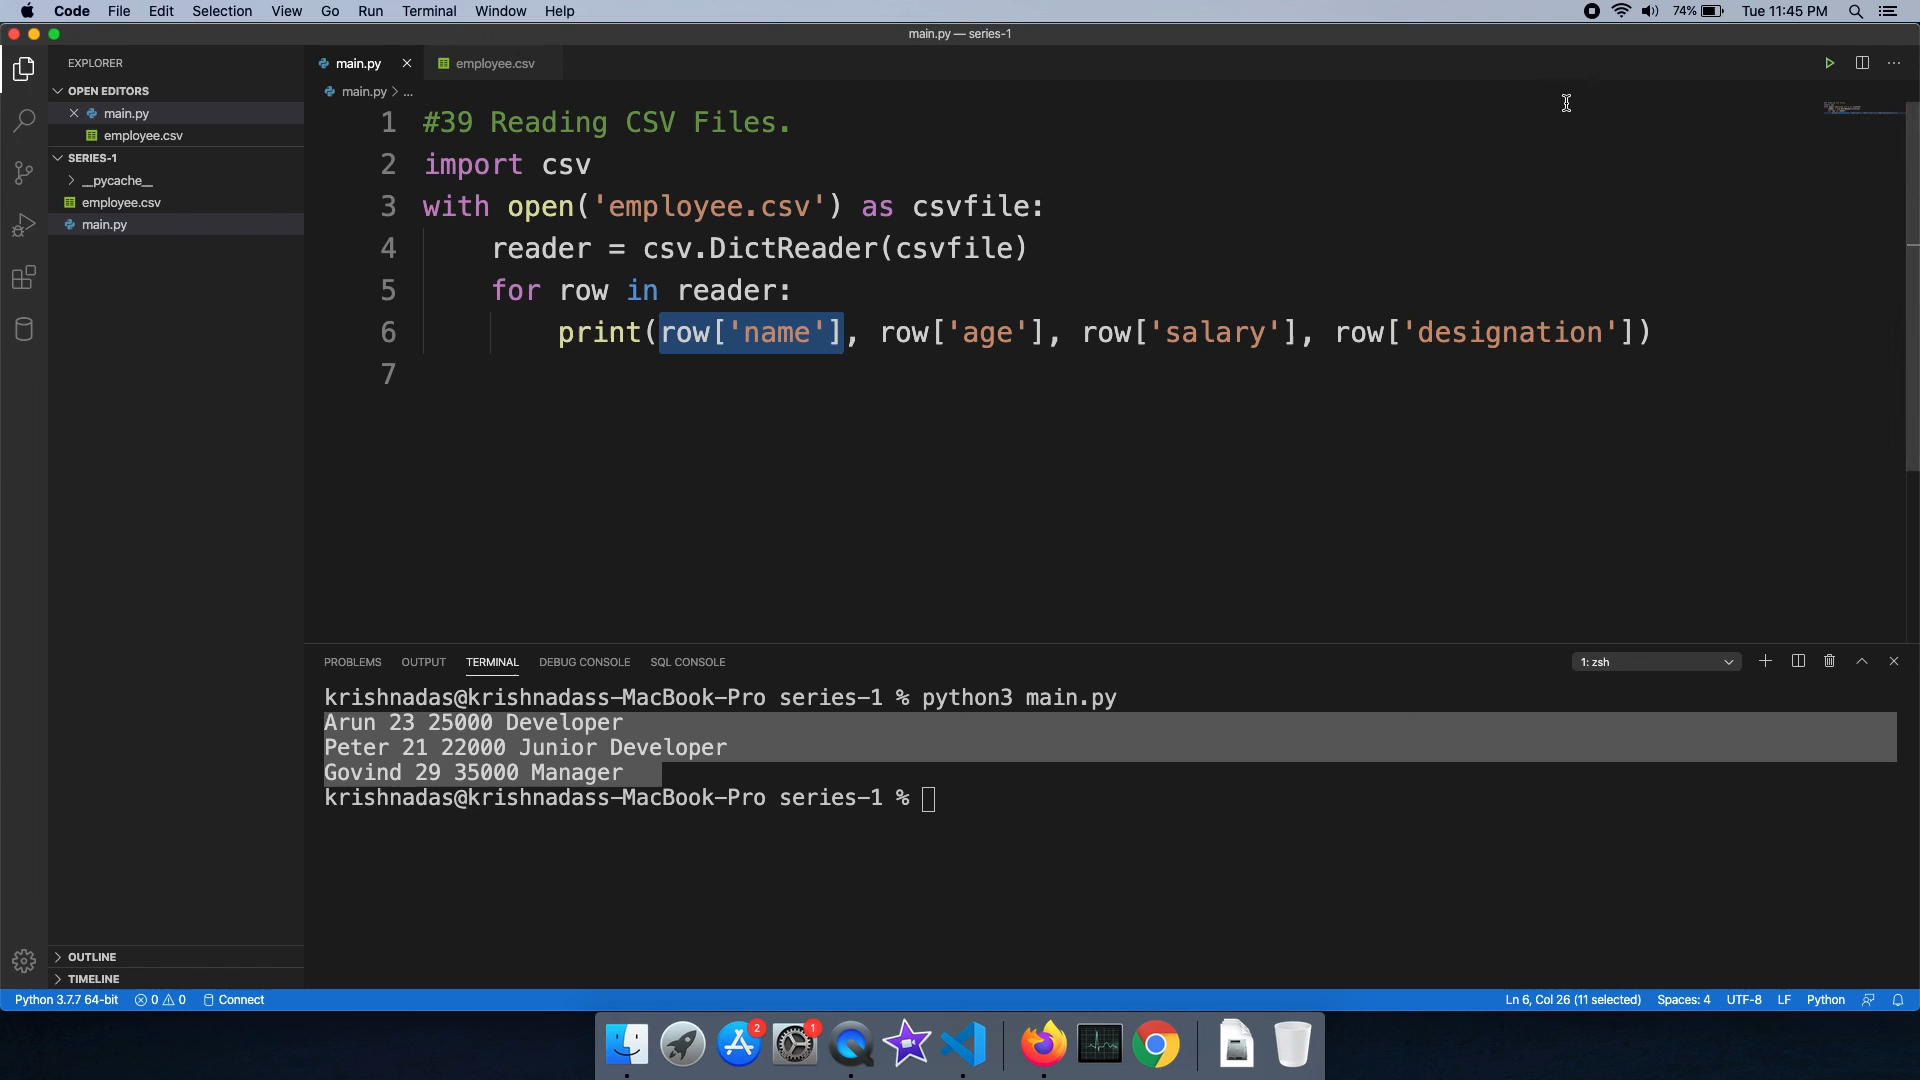 Code File Edit Selection View Go Run Terminal Window Help 74% Tue 11:45 PM
main.py — series-1
EXPLORER
OPEN EDITORS
main.py
employee.csv
SERIES-1
__pycache__
employee.csv
main.py
OUTLINE
TIMELINE
main.py employee.csv
main.py > ...
1 #39 Reading CSV Files.
2 import csv
3 with open('employee.csv') as csvfile:
4 reader = csv.DictReader(csvfile)
5 for row in reader:
6 print(row['name'], row['age'], row['salary'], row['designation'])
7
PROBLEMS OUTPUT TERMINAL DEBUG CONSOLE SQL CONSOLE 1: zsh
krishnadas@krishnadass-MacBook-Pro series-1 % python3 main.py
Arun 23 25000 Developer
Peter 21 22000 Junior Developer
Govind 29 35000 Manager
krishnadas@krishnadass-MacBook-Pro series-1 %
Python 3.7.7 64-bit 0 0 Connect Ln 6, Col 26 (11 selected) Spaces: 4 UTF-8 LF Python
2 1